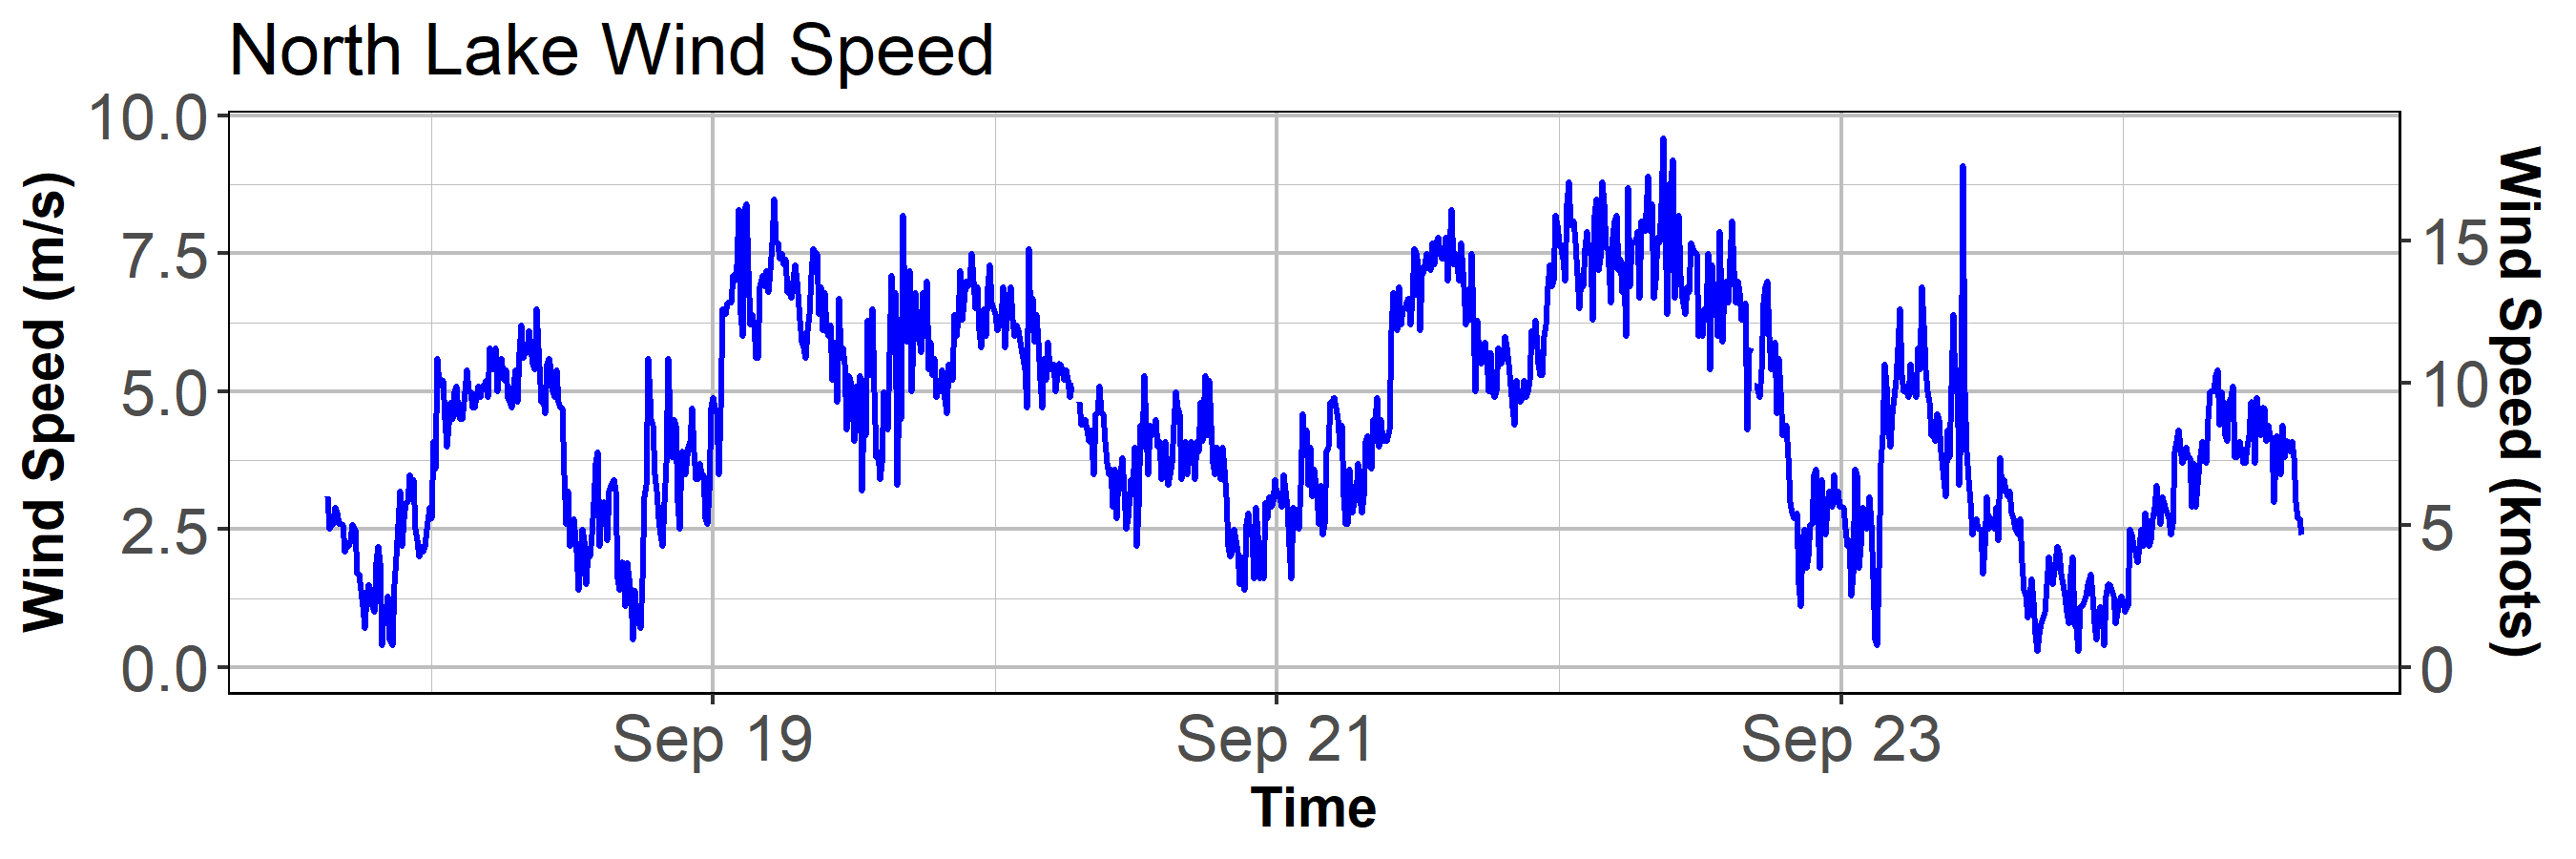 North Lake Wind Speed
10.0
7.5
5.0
2.5
0.0
Wind Speed (m/s)
15
10
5
0
Wind Speed (knots)
Sep 19
Sep 21
Sep 23
Time